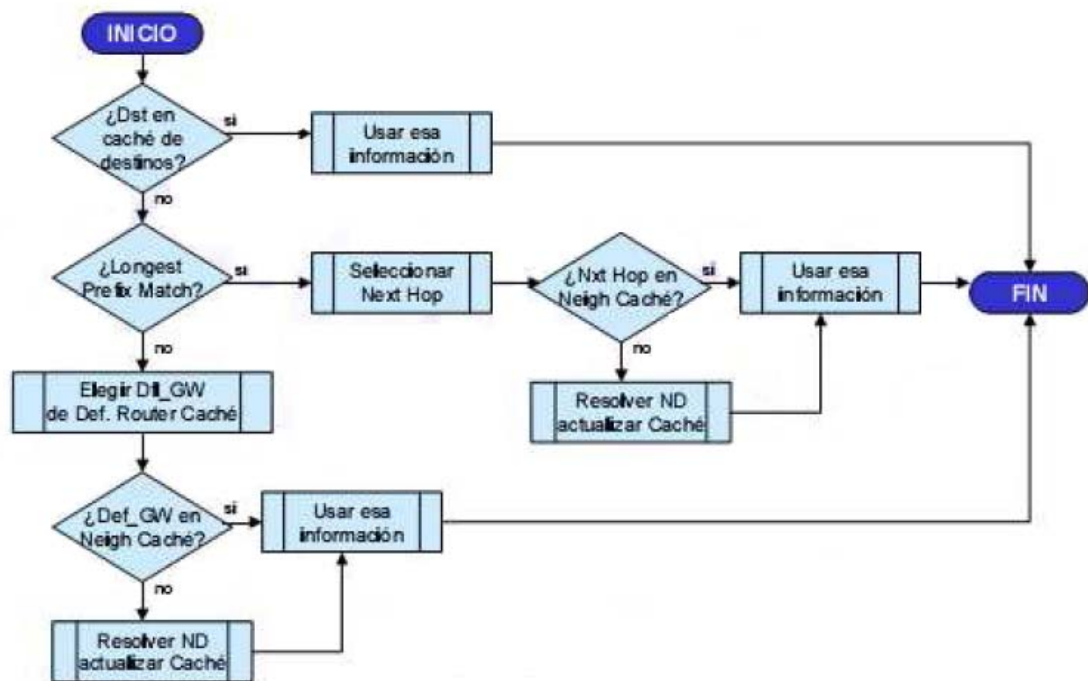 INICIO
¿Dst en
caché de
destinos?
si
Usar esa
información
no
¿Longest
Prefix Match?
si
Seleccionar
Next Hop
¿Nxt Hop en
Neigh Caché?
sí
Usar esa
información
FIN
no
no
Elegir Dfl_GW
de Def. Router Caché
Resolver ND
actualizar Caché
¿Def_GW en
Neigh Caché?
si
Usar esa
información
no
Resolver ND
actualizar Caché